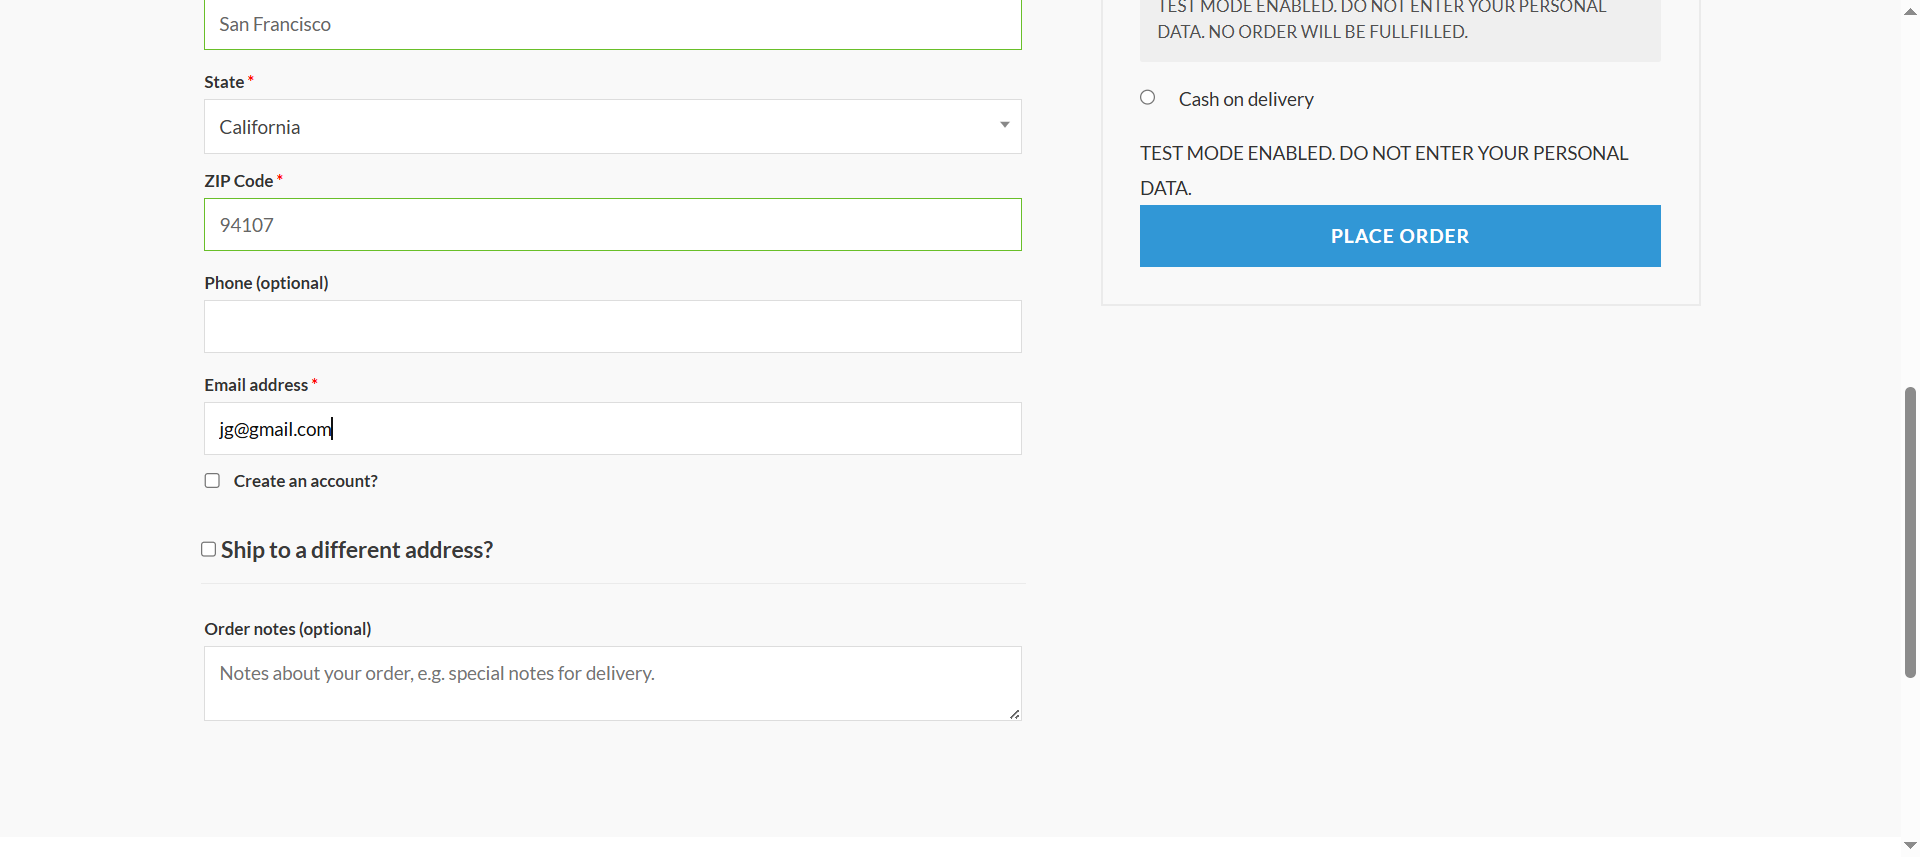 San Francisco
State *
California
ZIP Code *
94107
Phone (optional)
Email address *
jg@gmail.com
Create an account?
Ship to a different address?
Order notes (optional)
Notes about your order, e.g. special notes for delivery.
TEST MODE ENABLED. DO NOT ENTER YOUR PERSONAL
DATA. NO ORDER WILL BE FULLFILLED.
Cash on delivery
TEST MODE ENABLED. DO NOT ENTER YOUR PERSONAL
DATA.
PLACE ORDER